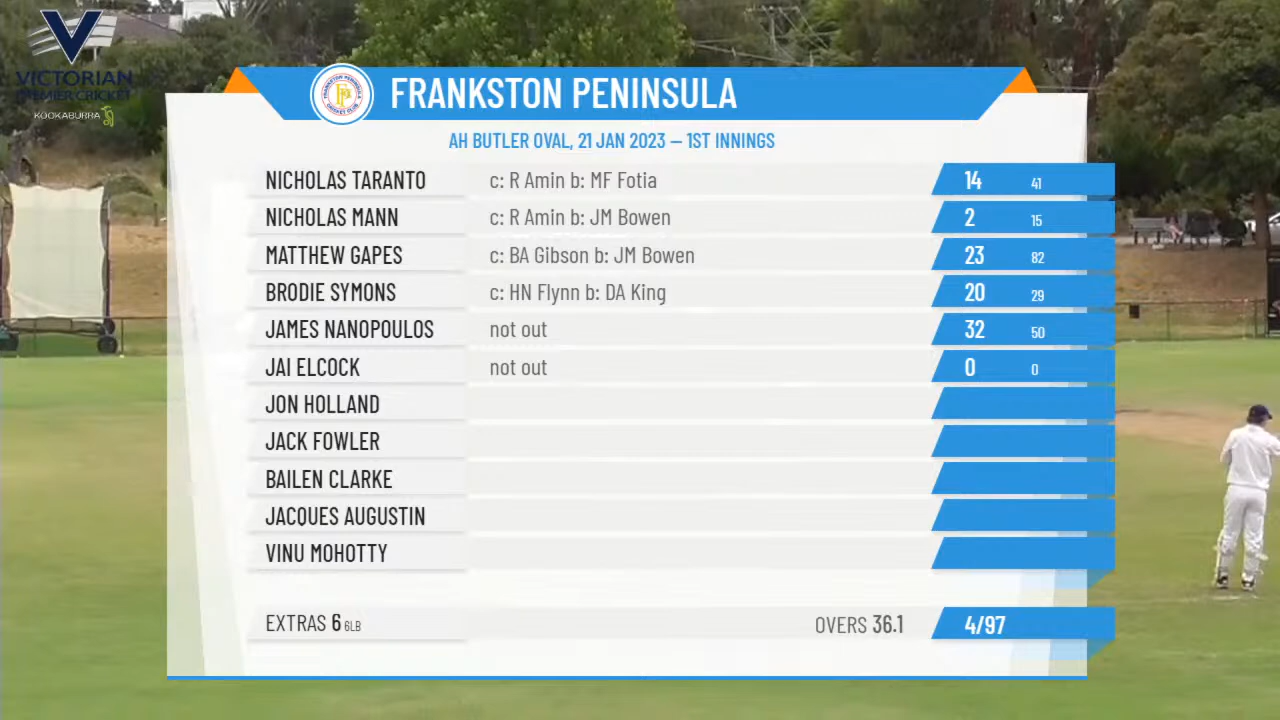 VICTORIAN
PREMIER CRICKET
KOOKABURRA
FRANKSTON PENINSULA
AH BUTLER OVAL, 21 JAN 2023 – 1ST INNINGS
NICHOLAS TARANTO c: R Amin b: MF Fotia 14 41
NICHOLAS MANN c: R Amin b: JM Bowen 2 15
MATTHEW GAPES c: BA Gibson b: JM Bowen 23 82
BRODIE SYMONS c: HN Flynn b: DA King 20 29
JAMES NANOPOULOS not out 32 50
JAI ELCOCK not out 0 0
JON HOLLAND
JACK FOWLER
BAILEN CLARKE
JACQUES AUGUSTIN
VINU MOHOTTY
EXTRAS 6 6LB OVERS 36.1 4/97